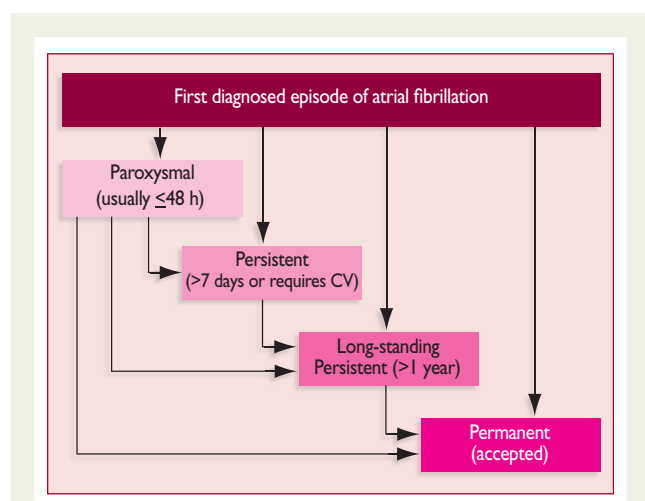 First diagnosed episode of atrial fibrillation
Paroxysmal
(usually ≤48 h)
Persistent
(>7 days or requires CV)
Long-standing
Persistent (>1 year)
Permanent
(accepted)